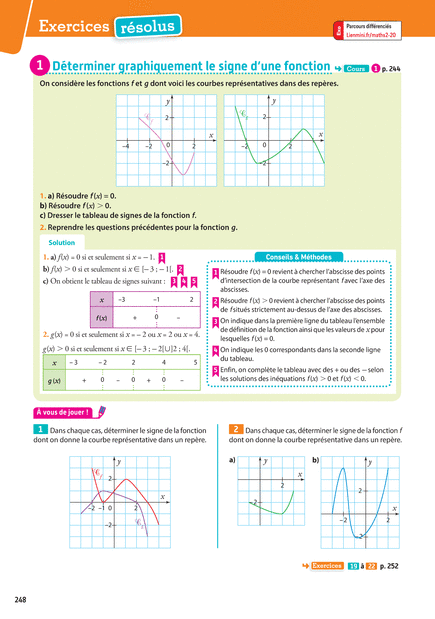 Exercices résolus
Exo
Parcours différenciés
Lienmini.fr/maths2-20
1 Déterminer graphiquement le signe d'une fonction → Cours 1 p. 244
On considère les fonctions f et g dont voici les courbes représentatives dans des repères.
y
2
x
-4 -2 0 2
-2
y
2
x
-2 0 2
-2
1. a) Résoudre f(x) = 0.
b) Résoudre f(x) > 0.
c) Dresser le tableau de signes de la fonction f.
2. Reprendre les questions précédentes pour la fonction g.
Solution
1. a) f(x) = 0 si et seulement si x = – 1. 1
b) f(x) > 0 si et seulement si x ∈ [– 3 ; – 1[. 2
c) On obtient le tableau de signes suivant : 3 4 5
x –3 –1 2
f(x) + 0 –
2. g(x) = 0 si et seulement si x = – 2 ou x = 2 ou x = 4.
g(x) > 0 si et seulement si x ∈ [– 3 ; – 2[∪]2 ; 4[.
x – 3 – 2 2 4 5
g (x) + 0 – 0 + 0 –
Conseils & Méthodes
1 Résoudre f(x) = 0 revient à chercher l'abscisse des points
d'intersection de la courbe représentant f avec l'axe des
abscisses.
2 Résoudre f(x) > 0 revient à chercher l'abscisse des points
de f situés strictement au-dessus de l'axe des abscisses.
3 On indique dans la première ligne du tableau l'ensemble
de définition de la fonction ainsi que les valeurs de x pour
lesquelles f(x) = 0.
4 On indique les 0 correspondants dans la seconde ligne
du tableau.
5 Enfin, on complète le tableau avec des + ou des – selon
les solutions des inéquations f(x) > 0 et f(x) < 0.
À vous de jouer !
1 Dans chaque cas, déterminer le signe de la fonction
dont on donne la courbe représentative dans un repère.
y
2
x
-2 -1 0 2
-2
2 Dans chaque cas, déterminer le signe de la fonction f
dont on donne la courbe représentative dans un repère.
a)
y
x
2
-2
b)
y
2
x
-2 2
-2
→ Exercices 19 à 22 p. 252
248